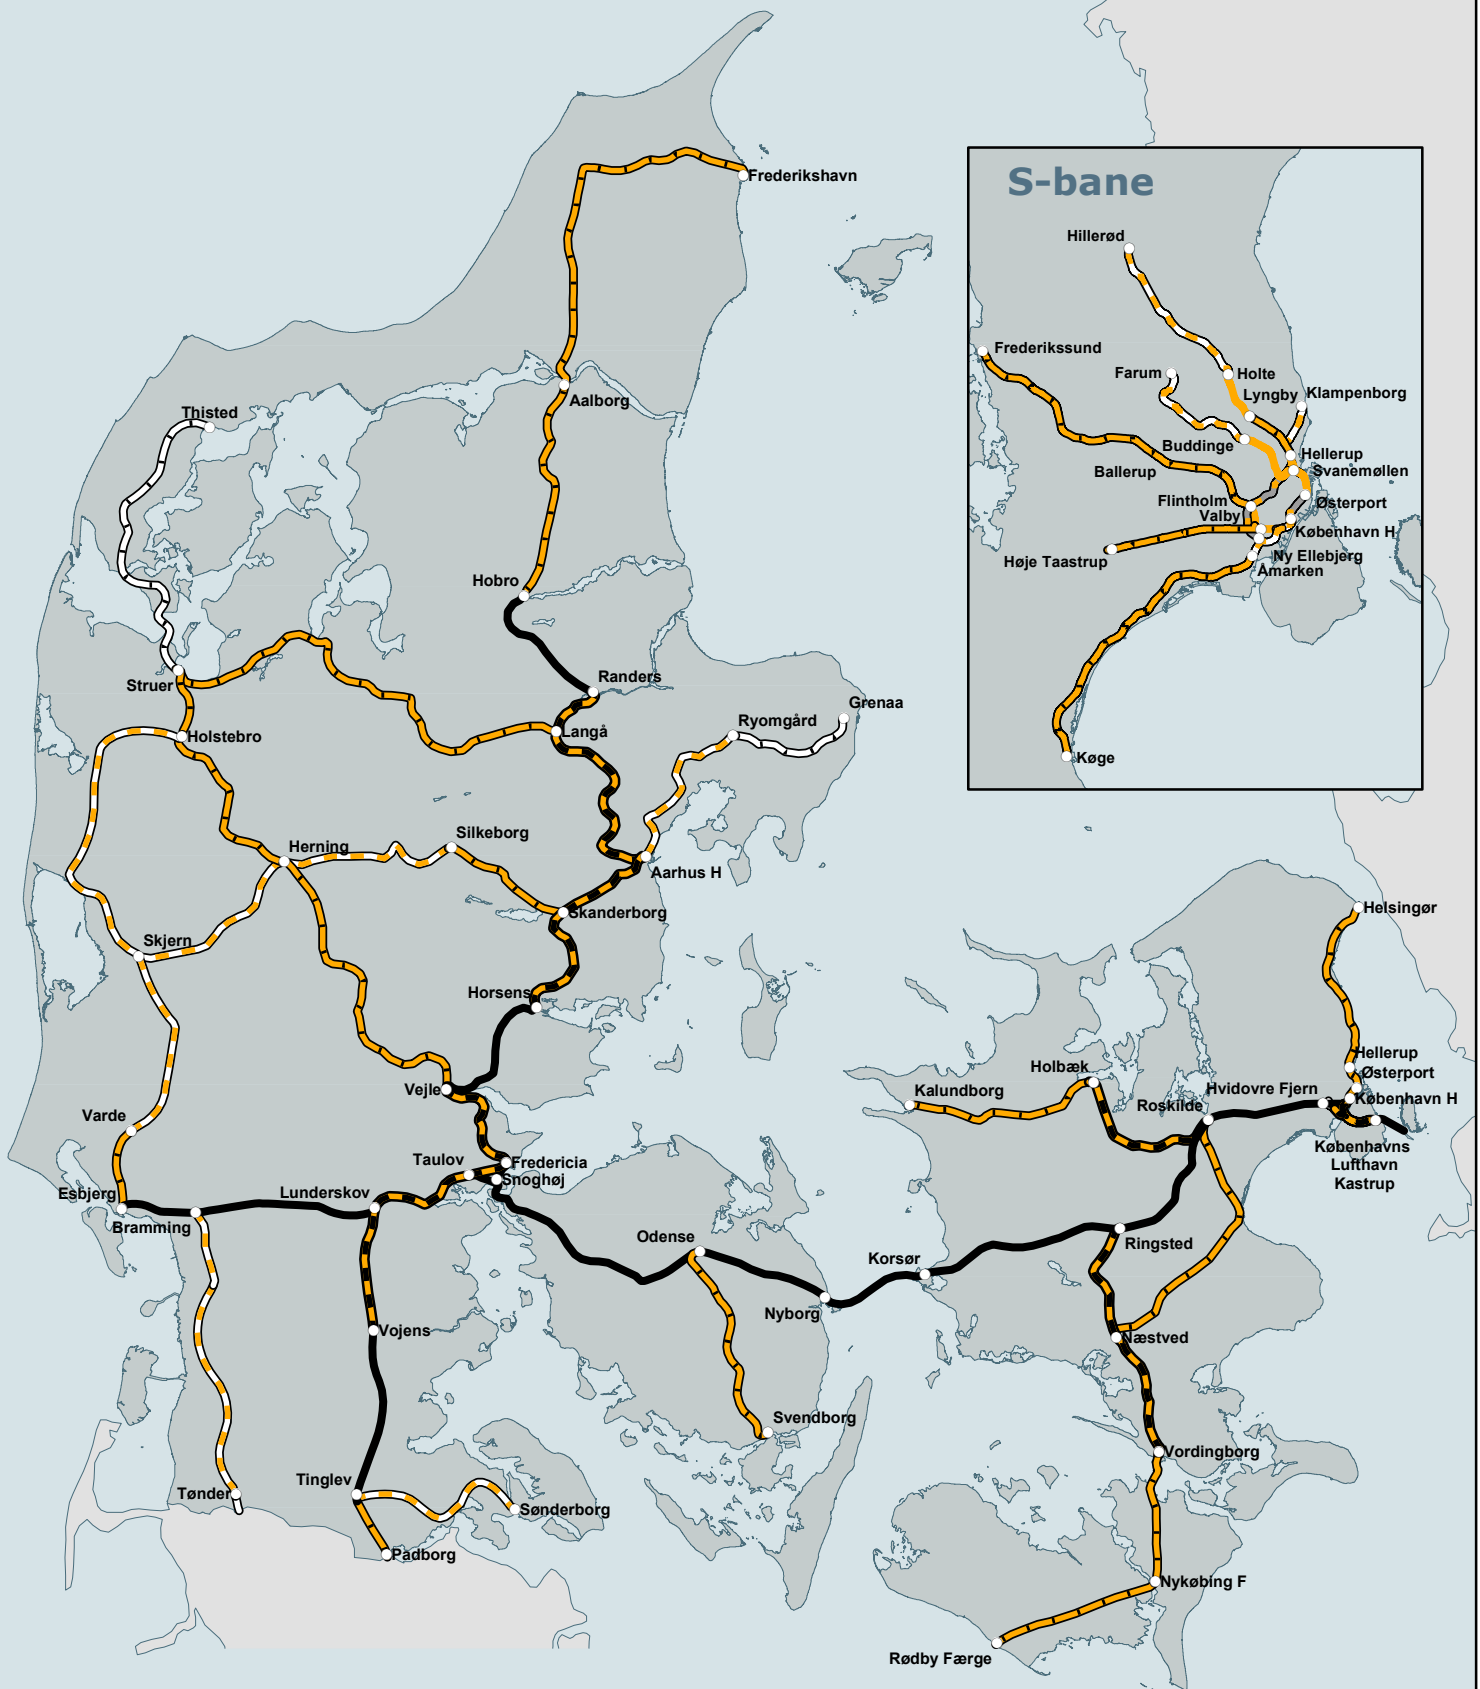 Frederikshavn
S-bane
Hillerød
Frederikssund
Farum
Holte
Lyngby
Klampenborg
Aalborg
Thisted
Buddinge
Hellerup
Svanemøllen
Ballerup
Flintholm
Østerport
Valby
København H
Høje Taastrup
Ny Ellebjerg
Åmarken
Hobro
Struer
Randers
Grenaa
Holstebro
Langå
Ryomgård
Køge
Silkeborg
Herning
Aarhus H
Skanderborg
Helsingør
Skjern
Horsens
Vejle
Kalundborg
Holbæk
Hellerup
Østerport
Hvidovre Fjern
København H
Roskilde
Varde
Københavns
Lufthavn
Kastrup
Taulov
Fredericia
Snoghøj
Esbjerg
Lunderskov
Bramming
Odense
Ringsted
Korsør
Nyborg
Vojens
Næstved
Svendborg
Vordingborg
Tinglev
Tønder
Sønderborg
Padborg
Nykøbing F
Rødby Færge